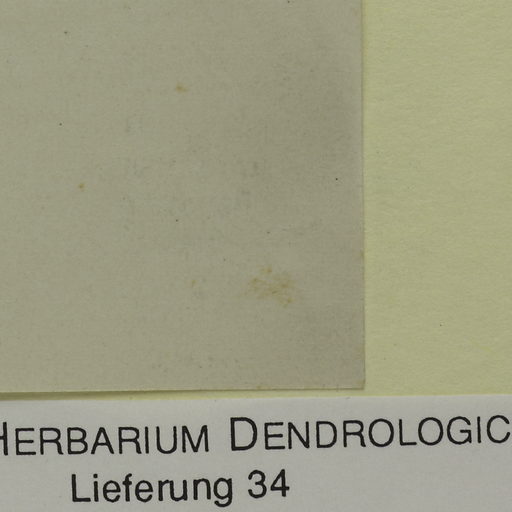 HERBARIUM DENDROLOGIC
Lieferung 34